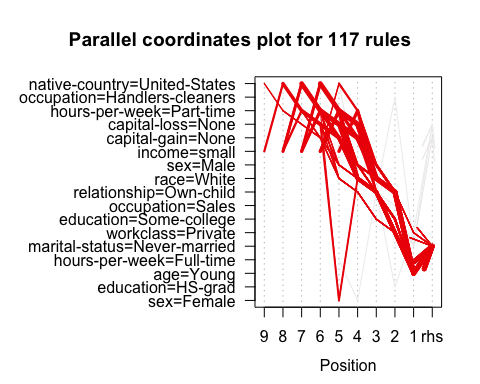 Parallel coordinates plot for 117 rules
native-country=United-States
occupation=Handlers-cleaners
hours-per-week=Part-time
capital-loss=None
capital-gain=None
income=small
sex=Male
race=White
relationship=Own-child
occupation=Sales
education=Some-college
workclass=Private
marital-status=Never-married
hours-per-week=Full-time
age=Young
education=HS-grad
sex=Female
9 8 7 6 5 4 3 2 1 rhs
Position